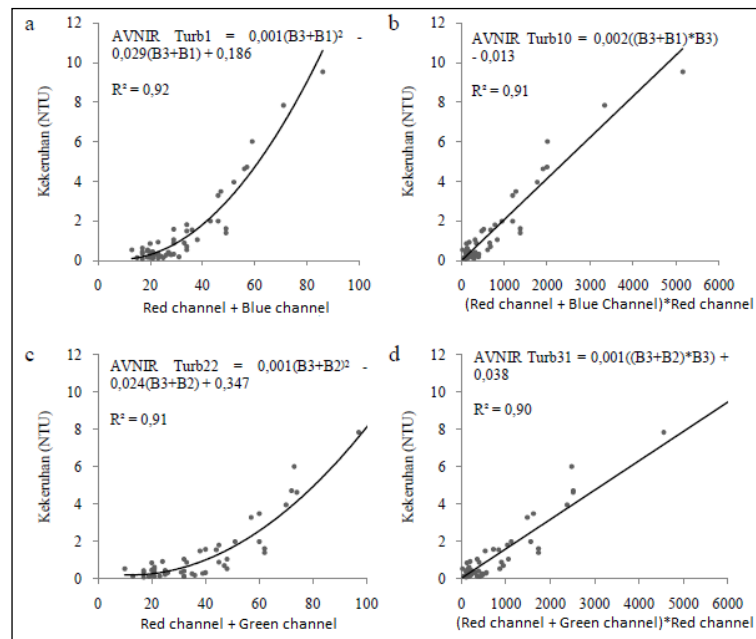 a
AVNIR Turb1 = 0,001(B3+B1)² -
0,029(B3+B1) + 0,186
R² = 0,92
Kekeruhan (NTU)
12
10
8
6
4
2
0
0 20 40 60 80 100
Red channel + Blue channel
b
AVNIR Turb10 = 0,002((B3+B1)*B3)
- 0,013
R² = 0,91
Kekeruhan (NTU)
12
10
8
6
4
2
0
0 1000 2000 3000 4000 5000 6000
(Red channel + Blue Channel)*Red channel
c
AVNIR Turb22 = 0,001(B3+B2)² -
0,024(B3+B2) + 0,347
R² = 0,91
Kekeruhan (NTU)
12
10
8
6
4
2
0
0 20 40 60 80 100
Red channel + Green channel
d
AVNIR Turb31 = 0,001((B3+B2)*B3) +
0,038
R² = 0,90
Kekeruhan (NTU)
12
10
8
6
4
2
0
0 1000 2000 3000 4000 5000 6000
(Red channel + Green channel)*Red channel